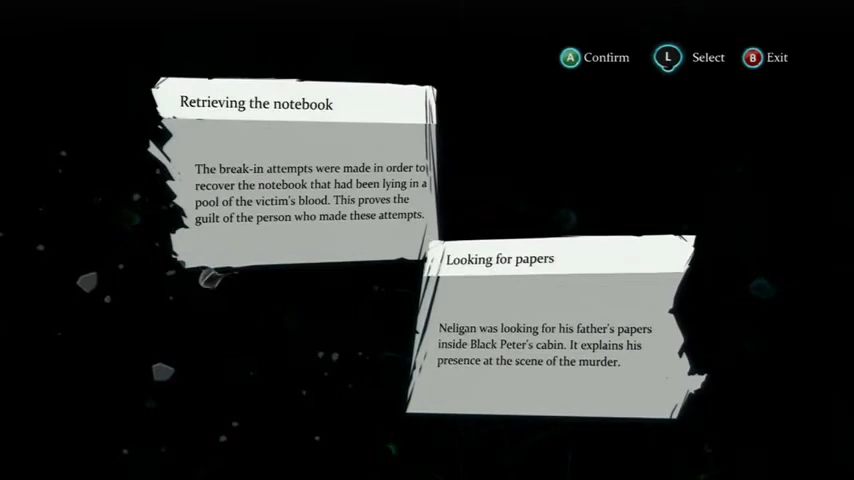 A Confirm L Select B Exit
Retrieving the notebook
The break-in attempts were made in order to
recover the notebook that had been lying in a
pool of the victim's blood. This proves the
guilt of the person who made these attempts.
Looking for papers
Neligan was looking for his father's papers
inside Black Peter's cabin. It explains his
presence at the scene of the murder.